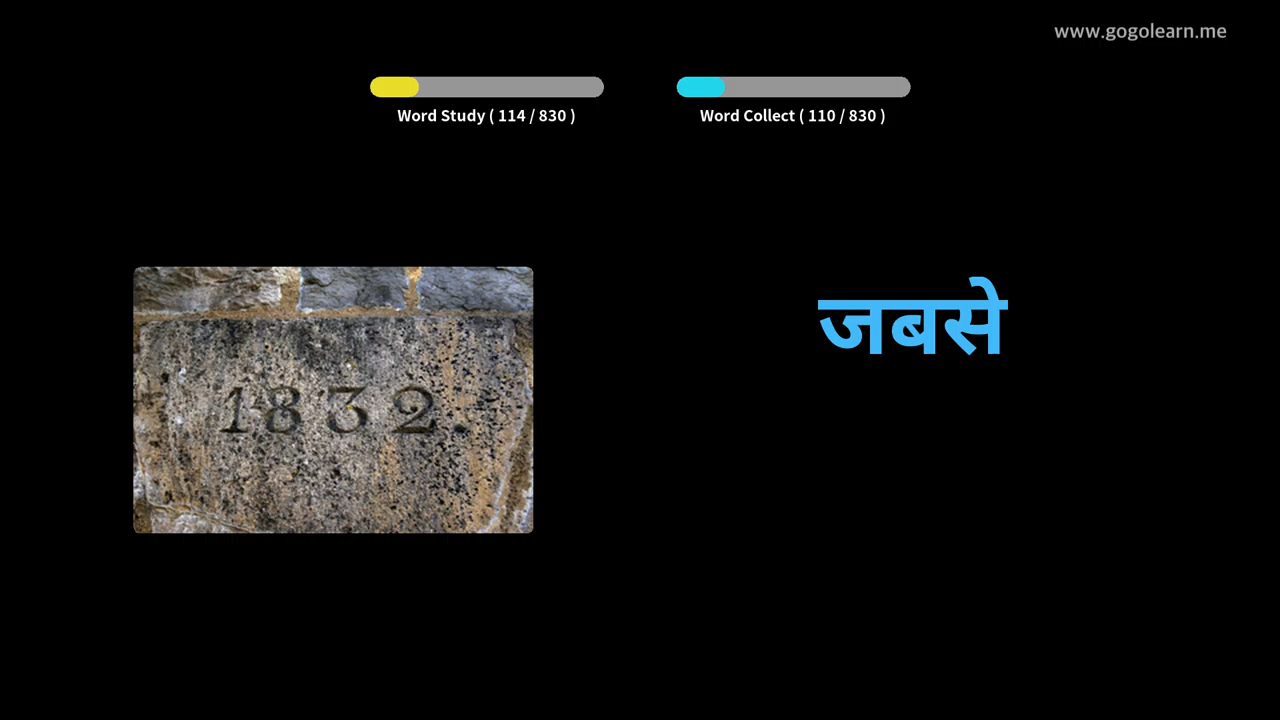 www.gogolearn.me
Word Study ( 114 / 830 )
Word Collect ( 110 / 830 )
जबसे
1832.